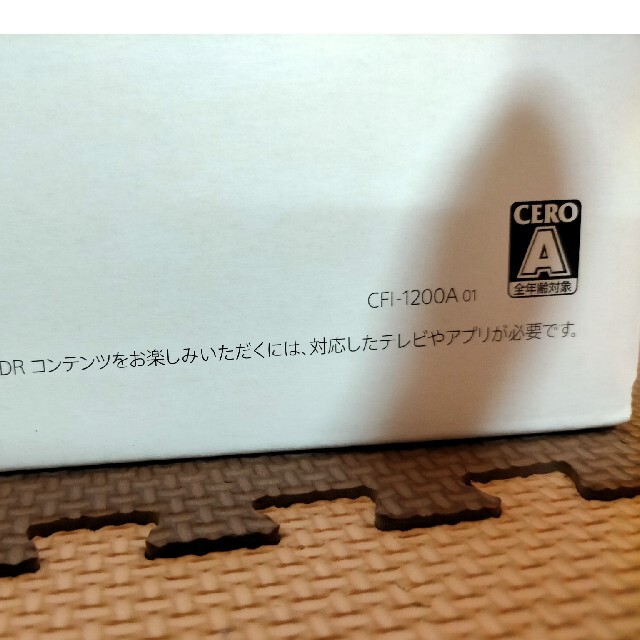 CERO
A
全年齢対象
CFI-1200A 01
DR コンテンツをお楽しみいただくには、対応したテレビやアプリが必要です。